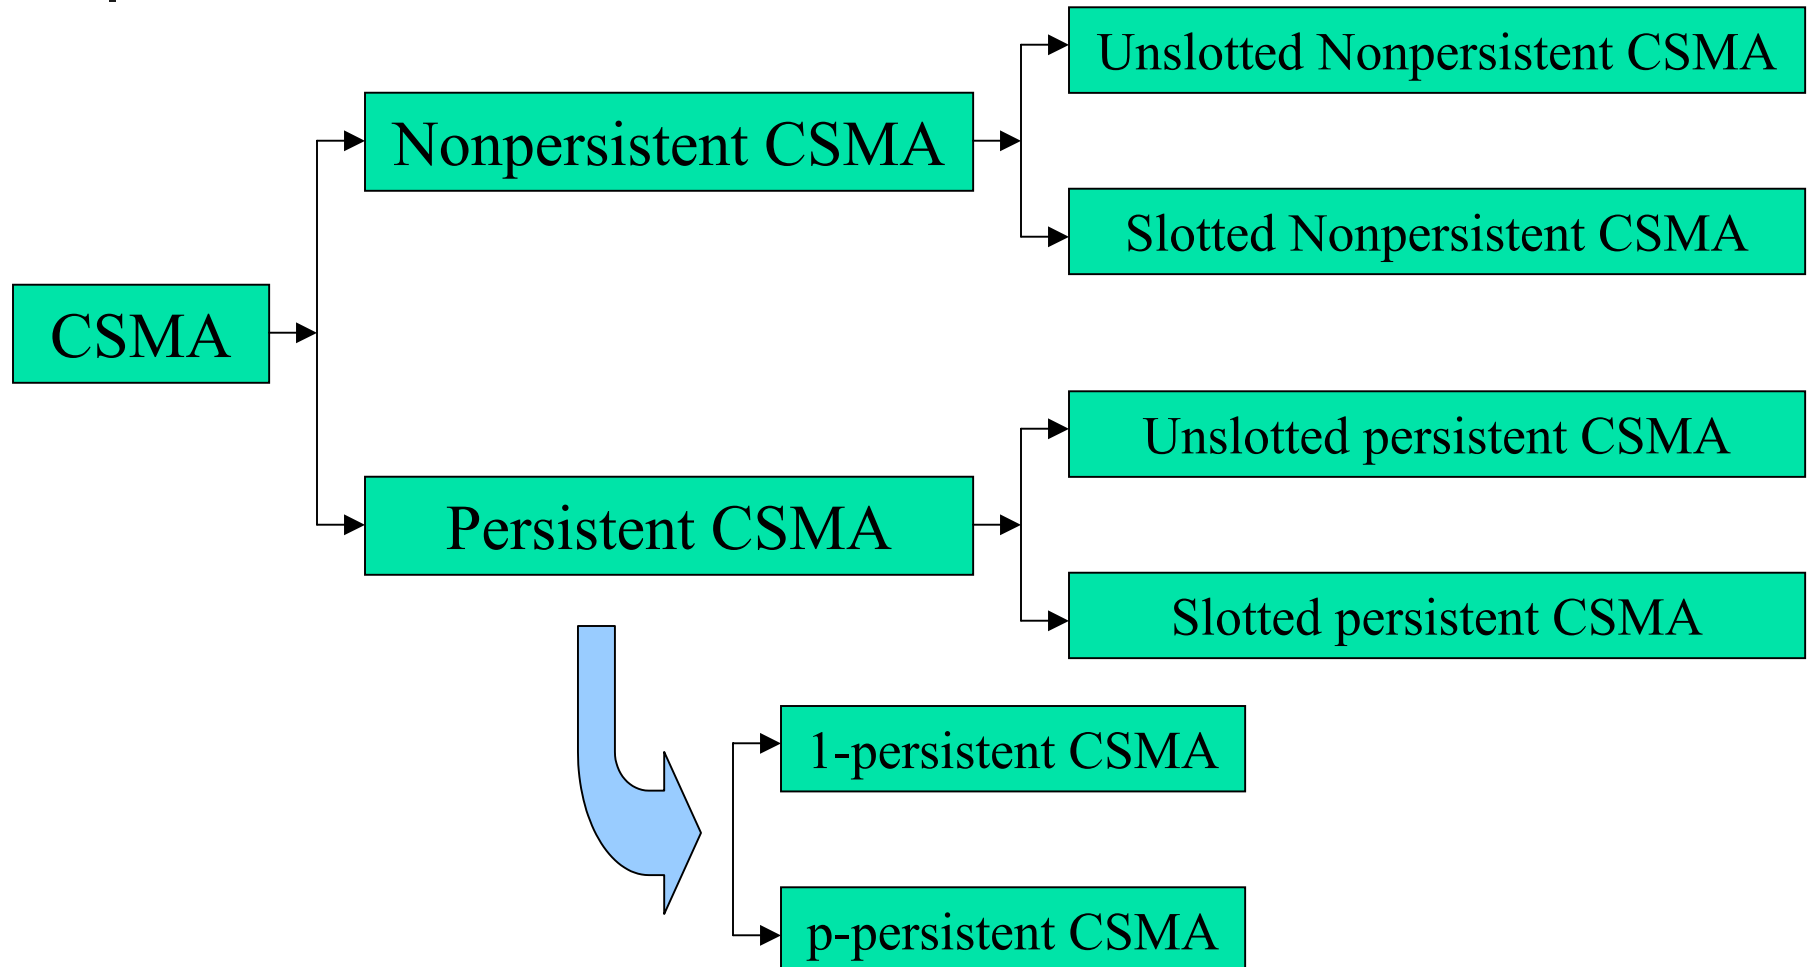 Unslotted Nonpersistent CSMA
Nonpersistent CSMA
Slotted Nonpersistent CSMA
CSMA
Unslotted persistent CSMA
Persistent CSMA
Slotted persistent CSMA
1-persistent CSMA
p-persistent CSMA